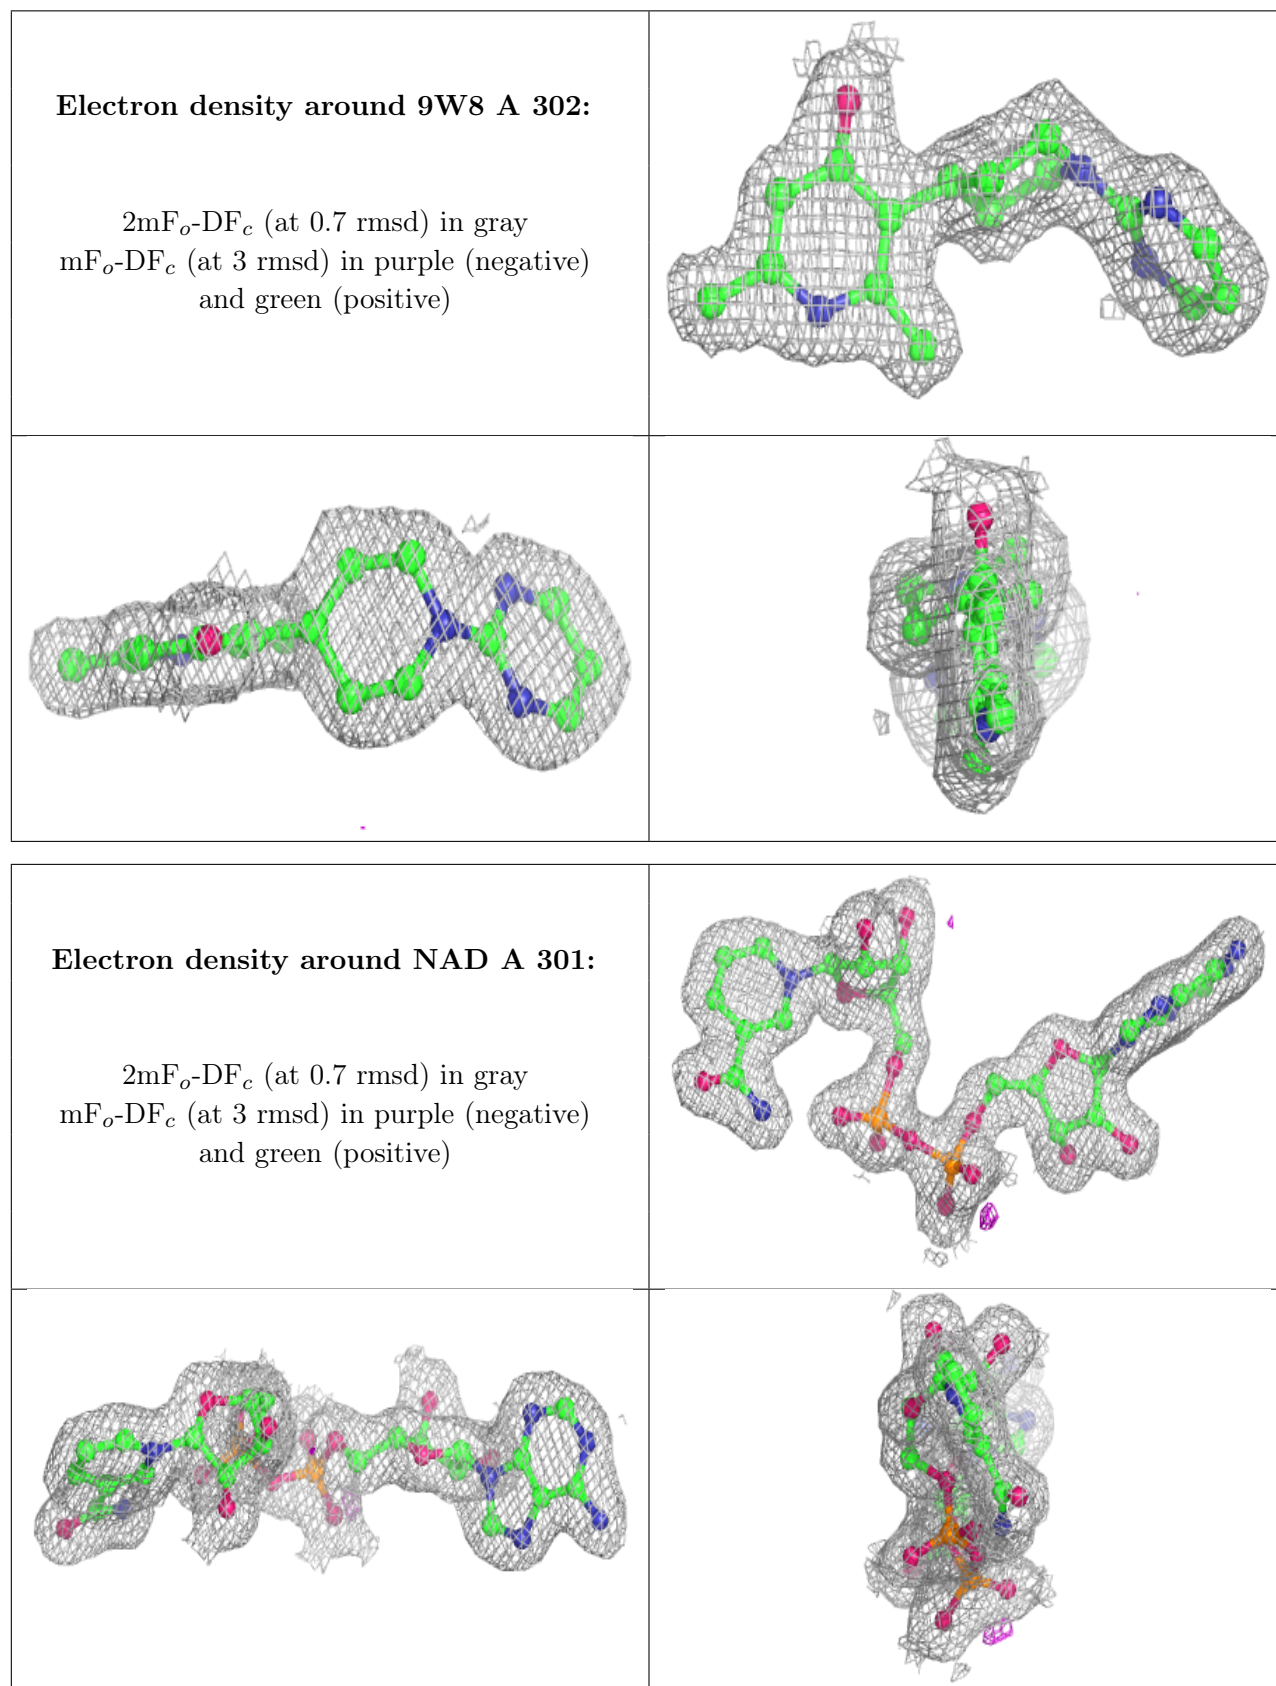 Electron density around 9W8 A 302:
2mFo-DFc (at 0.7 rmsd) in gray
mFo-DFc (at 3 rmsd) in purple (negative)
and green (positive)
Electron density around NAD A 301:
2mFo-DFc (at 0.7 rmsd) in gray
mFo-DFc (at 3 rmsd) in purple (negative)
and green (positive)